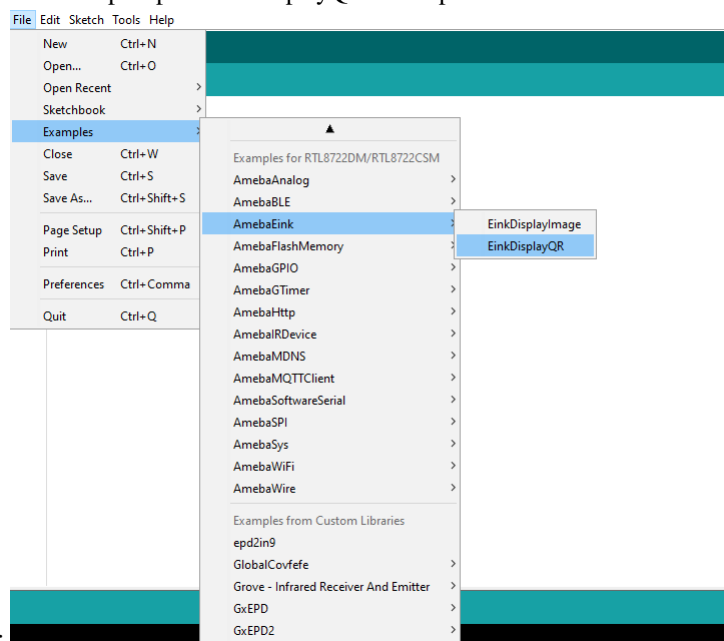 File Edit Sketch Tools Help
New Ctrl+N
Open... Ctrl+O
Open Recent
Sketchbook
Examples
Close Ctrl+W
Save Ctrl+S
Save As... Ctrl+Shift+S
Page Setup Ctrl+Shift+P
Print Ctrl+P
Preferences Ctrl+Comma
Quit Ctrl+Q
Examples for RTL8722DM/RTL8722CSM
AmebaAnalog
AmebaBLE
AmebaEink
AmebaFlashMemory
AmebaGPIO
AmebaGTimer
AmebaHttp
AmebaIRDevice
AmebaMDNS
AmebaMQTTClient
AmebaSoftwareSerial
AmebaSPI
AmebaSys
AmebaWiFi
AmebaWire
Examples from Custom Libraries
epd2in9
GlobalCovfefe
Grove - Infrared Receiver And Emitter
GxEPD
GxEPD2
EinkDisplayImage
EinkDisplayQR